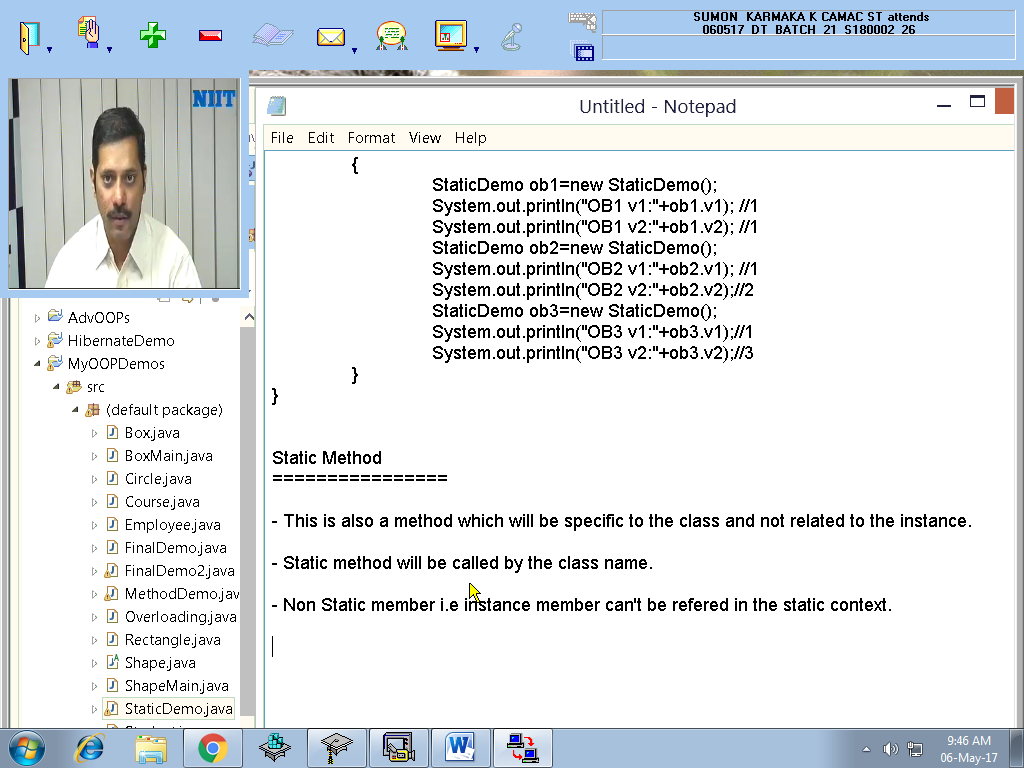 SUMON KARMAKA K CAMAC ST attends
060517 DT BATCH 21 S180002 26
NIIT
Untitled - Notepad
File Edit Format View Help
{
StaticDemo ob1=new StaticDemo();
System.out.println("OB1 v1:"+ob1.v1); //1
System.out.println("OB1 v2:"+ob1.v2); //1
StaticDemo ob2=new StaticDemo();
System.out.println("OB2 v1:"+ob2.v1); //1
System.out.println("OB2 v2:"+ob2.v2);//2
StaticDemo ob3=new StaticDemo();
System.out.println("OB3 v1:"+ob3.v1);//1
System.out.println("OB3 v2:"+ob3.v2);//3
}
}
Static Method
================
- This is also a method which will be specific to the class and not related to the instance.
- Static method will be called by the class name.
- Non Static member i.e instance member can't be refered in the static context.
AdvOOPs
HibernateDemo
MyOOPDemos
src
(default package)
Box.java
BoxMain.java
Circle.java
Course.java
Employee.java
FinalDemo.java
FinalDemo2.java
MethodDemo.jav
Overloading.java
Rectangle.java
Shape.java
ShapeMain.java
StaticDemo.java
9:46 AM
06-May-17